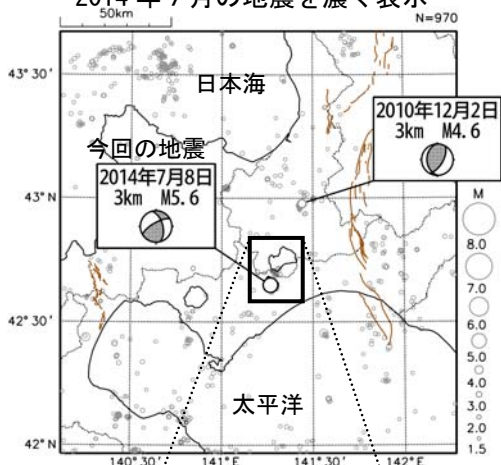 2014年7月の地震を濃く表示
50km
N=970
43°30′
日本海
2010年12月2日
3km M4.6
今回の地震
2014年7月8日
3km M5.6
43°N
M
8.0
7.0
6.0
5.0
4.0
3.0
2.0
1.5
42°30′
太平洋
42°N
140°30′
141°E
141°30′
142°E